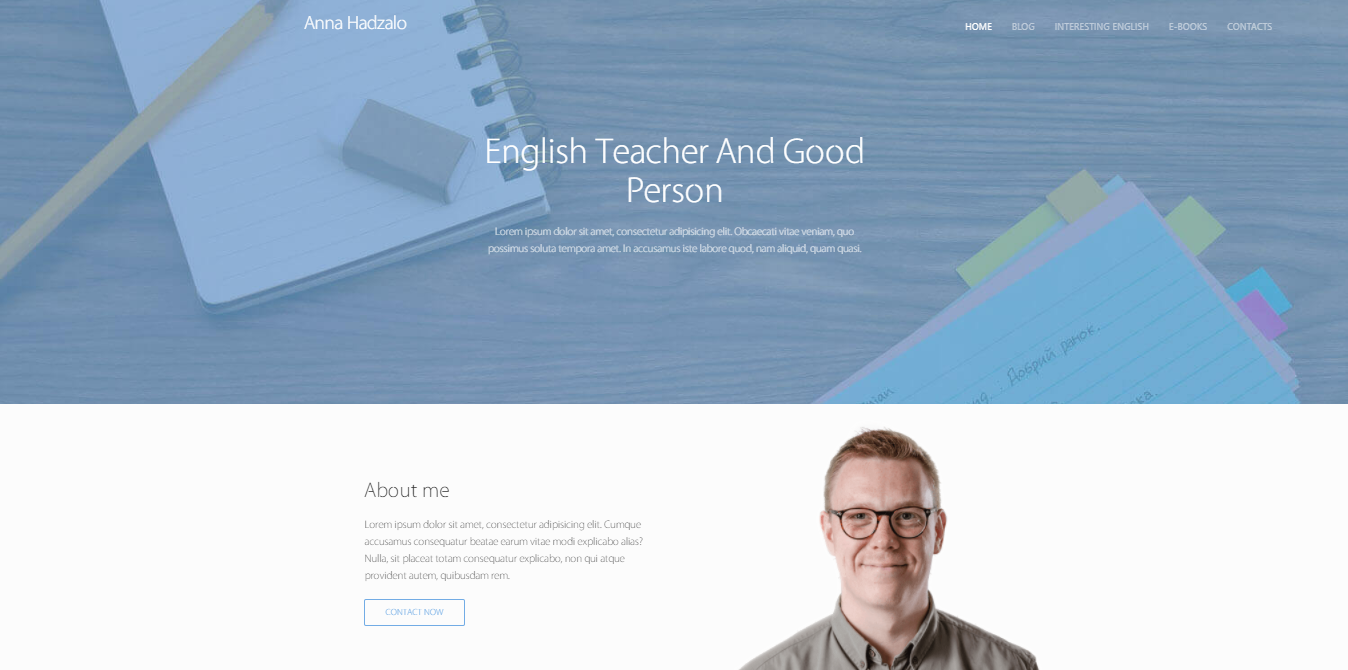 Anna Hadzalo
HOME BLOG INTERESTING ENGLISH E-BOOKS CONTACTS
English Teacher And Good
Person
Lorem ipsum dolor sit amet, consectetur adipisicing elit. Obcaecati vitae veniam, quo
possimus soluta tempora amet. In accusamus iste labore quod, nam aliquid, quam quasi.
: Добрий ранок.
About me
Lorem ipsum dolor sit amet, consectetur adipisicing elit. Cumque
accusamus consequatur beatae earum vitae modi explicabo alias?
Nulla, sit placeat totam consequatur explicabo, non qui atque
provident autem, quibusdam rem.
CONTACT NOW